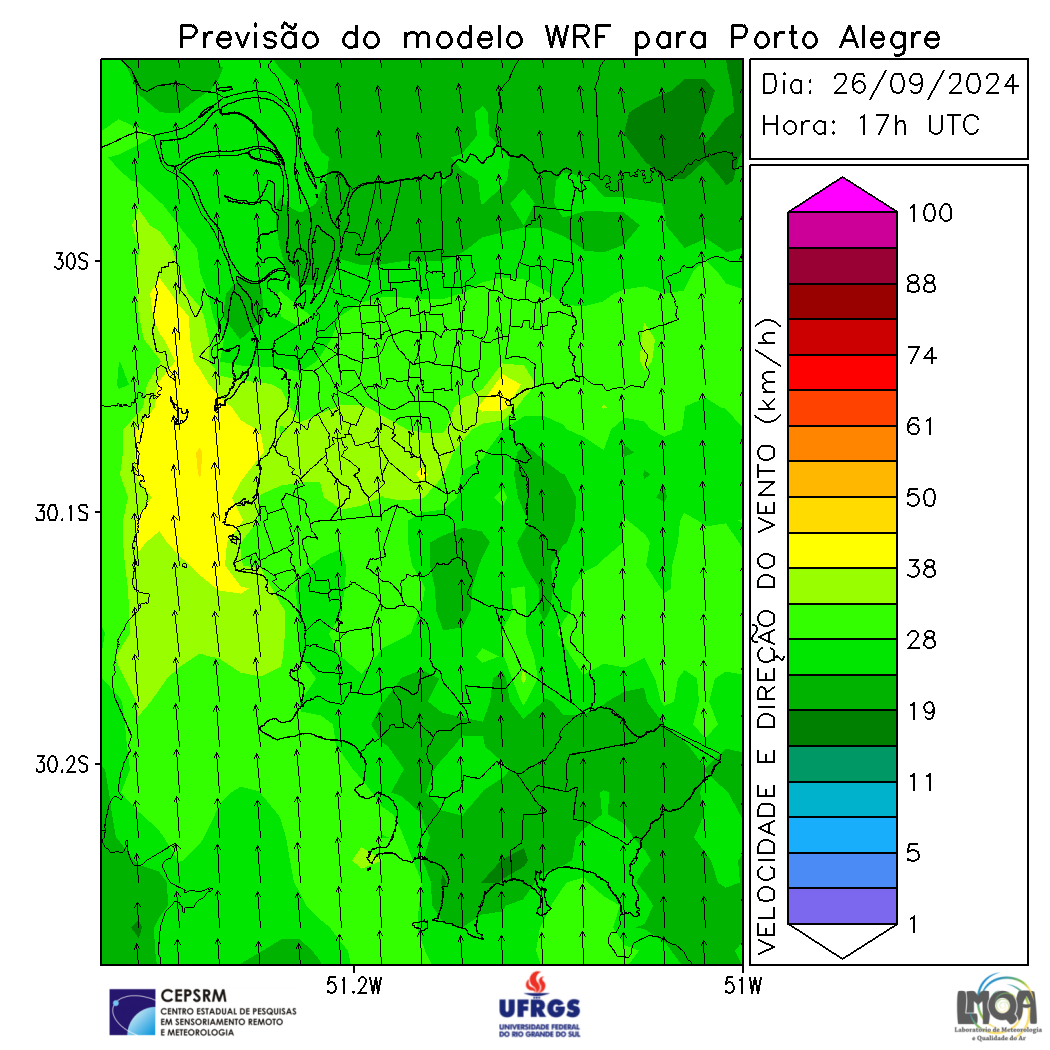 Previsão do modelo WRF para Porto Alegre
Dia: 26/09/2024
Hora: 17h UTC
30S
30.1S
30.2S
51.2W
51W
VELOCIDADE E DIREÇÃO DO VENTO (km/h)
100
88
74
61
50
38
28
19
11
5
1
CEPSRM
CENTRO ESTADUAL DE PESQUISAS
EM SENSORIAMENTO REMOTO
E METEOROLOGIA
UFRGS
UNIVERSIDADE FEDERAL
DO RIO GRANDE DO SUL
LMQA
Laboratório de Meteorologia
e Qualidade do Ar